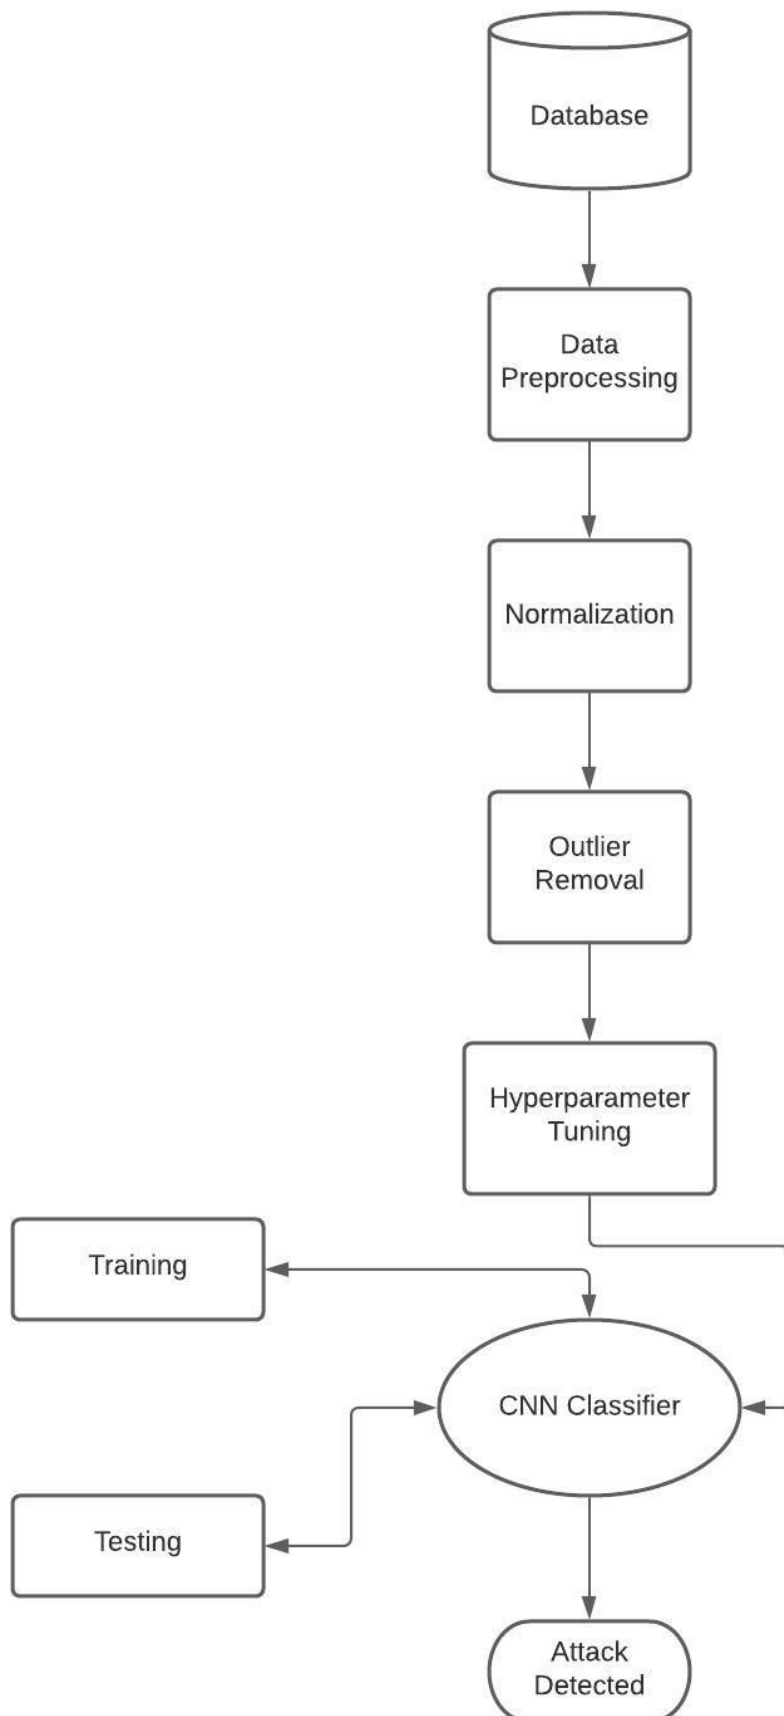 Database
Data
Preprocessing
Normalization
Outlier
Removal
Hyperparameter
Tuning
Training
CNN Classifier
Testing
Attack
Detected